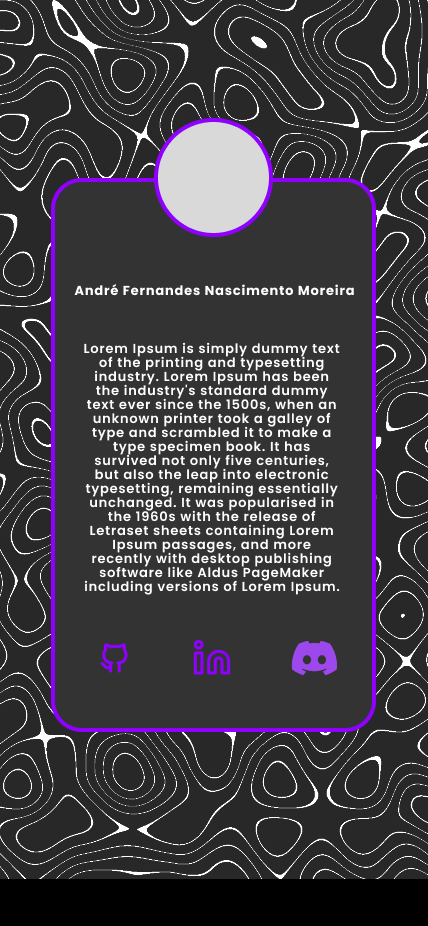 André Fernandes Nascimento Moreira
Lorem Ipsum is simply dummy text
of the printing and typesetting
industry. Lorem Ipsum has been
the industry's standard dummy
text ever since the 1500s, when an
unknown printer took a galley of
type and scrambled it to make a
type specimen book. It has
survived not only five centuries,
but also the leap into electronic
typesetting, remaining essentially
unchanged. It was popularised in
the 1960s with the release of
Letraset sheets containing Lorem
Ipsum passages, and more
recently with desktop publishing
software like Aldus PageMaker
including versions of Lorem Ipsum.